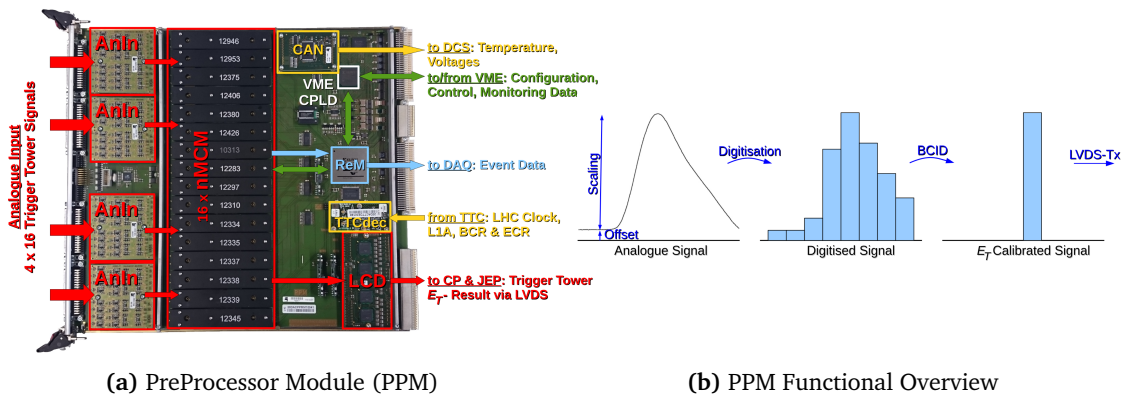 Analogue Input
4 x 16 Trigger Tower Signals
AnIn
AnIn
AnIn
AnIn
16 x nMCM
12946
12953
12375
12406
12380
12426
10313
12283
12297
12310
12334
12335
12337
12338
12339
12345
CAN
VME
CPLD
ReM
TTCdec
LCD
to DCS: Temperature,
Voltages
to/from VME: Configuration,
Control, Monitoring Data
to DAQ: Event Data
from TTC: LHC Clock,
L1A, BCR & ECR
to CP & JEP: Trigger Tower
E_T- Result via LVDS
(a) PreProcessor Module (PPM)
Scaling
Offset
Analogue Signal
Digitisation
Digitised Signal
BCID
E_T Calibrated Signal
LVDS-Tx
(b) PPM Functional Overview